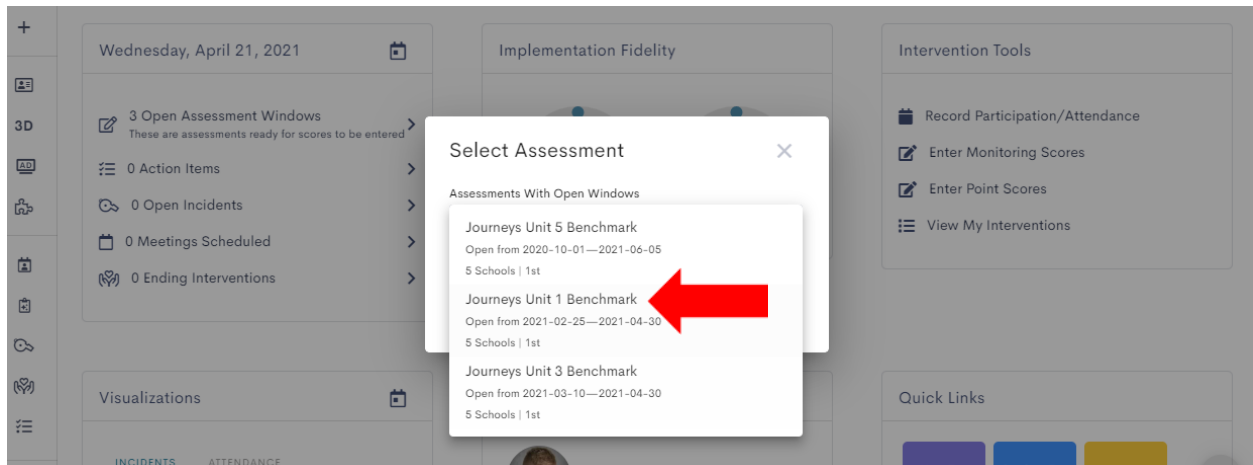 Wednesday, April 21, 2021
3 Open Assessment Windows
These are assessments ready for scores to be entered
0 Action Items
0 Open Incidents
0 Meetings Scheduled
0 Ending Interventions
Implementation Fidelity
Intervention Tools
Record Participation/Attendance
Enter Monitoring Scores
Enter Point Scores
View My Interventions
3D
AD
Select Assessment
Assessments With Open Windows
Journeys Unit 5 Benchmark
Open from 2020-10-01—2021-06-05
5 Schools | 1st
Journeys Unit 1 Benchmark
Open from 2021-02-25—2021-04-30
5 Schools | 1st
Journeys Unit 3 Benchmark
Open from 2021-03-10—2021-04-30
5 Schools | 1st
Visualizations
INCIDENTS ATTENDANCE
Quick Links